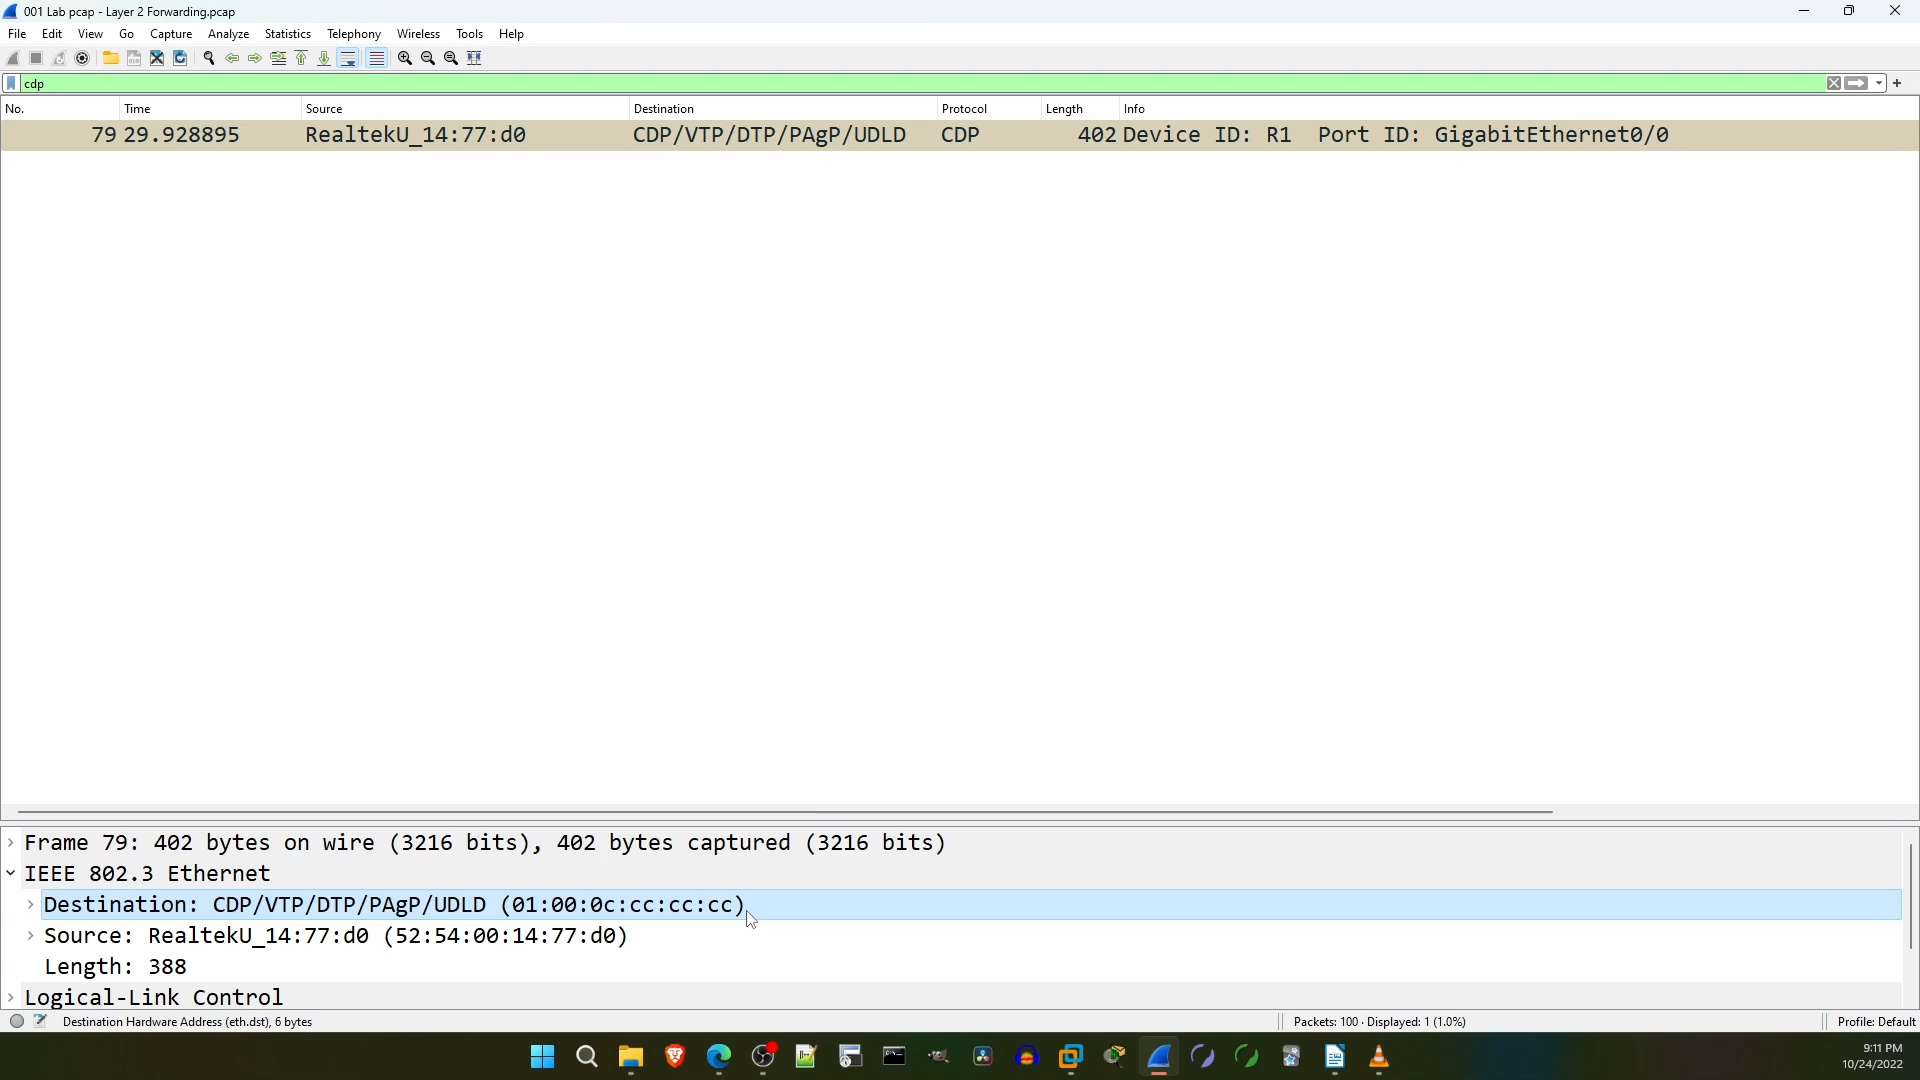 001 Lab pcap - Layer 2 Forwarding.pcap
File Edit View Go Capture Analyze Statistics Telephony Wireless Tools Help
cdp
No. Time Source Destination Protocol Length Info
79 29.928895 RealtekU_14:77:d0 CDP/VTP/DTP/PAgP/UDLD CDP 402 Device ID: R1 Port ID: GigabitEthernet0/0
Frame 79: 402 bytes on wire (3216 bits), 402 bytes captured (3216 bits)
IEEE 802.3 Ethernet
Destination: CDP/VTP/DTP/PAgP/UDLD (01:00:0c:cc:cc:cc)
Source: RealtekU_14:77:d0 (52:54:00:14:77:d0)
Length: 388
Logical-Link Control
Destination Hardware Address (eth.dst), 6 bytes Packets: 100 · Displayed: 1 (1.0%) Profile: Default
9:11 PM
10/24/2022